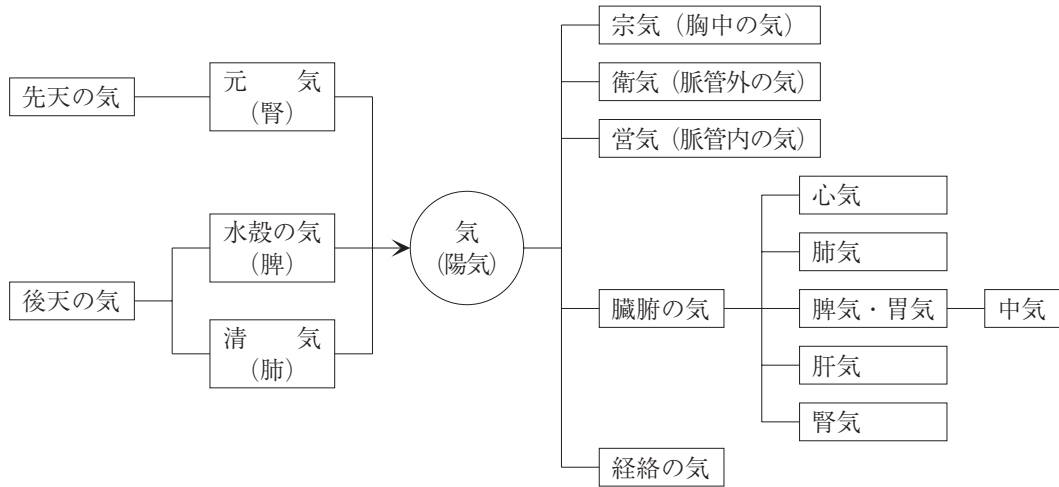 先天の気
元　　気
（腎）
後天の気
水殻の気
（脾）
清　　気
（肺）
気
（陽気）
宗気（胸中の気）
衛気（脈管外の気）
営気（脈管内の気）
臓腑の気
心気
肺気
脾気・胃気
中気
肝気
腎気
経絡の気